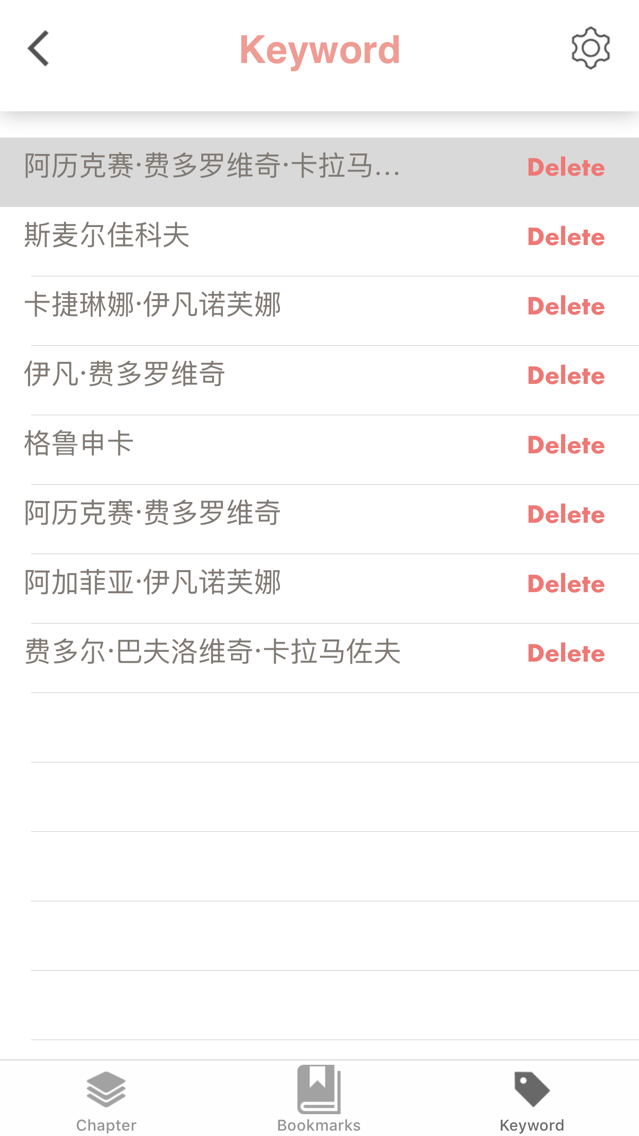 Keyword
阿历克赛·费多罗维奇·卡拉马... Delete
斯麦尔佳科夫 Delete
卡捷琳娜·伊凡诺芙娜 Delete
伊凡·费多罗维奇 Delete
格鲁申卡 Delete
阿历克赛·费多罗维奇 Delete
阿加菲亚·伊凡诺芙娜 Delete
费多尔·巴夫洛维奇·卡拉马佐夫 Delete
Chapter Bookmarks Keyword